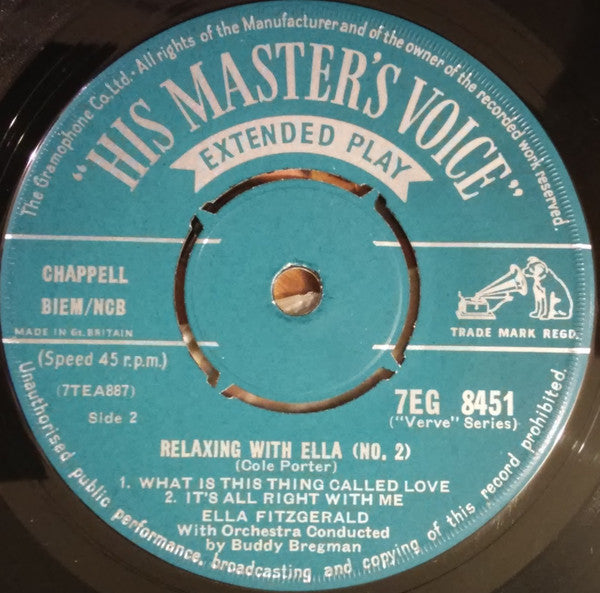 The Gramophone Co. Ltd. · All rights of the Manufacturer and of the owner of the recorded work reserved.
"HIS MASTER'S VOICE"
EXTENDED PLAY
CHAPPELL
BIEM/NCB
MADE IN Gt. BRITAIN
TRADE MARK REGD.
(Speed 45 r.p.m.)
(7TEA887)
Side 2
7EG 8451
("Verve" Series)
RELAXING WITH ELLA (NO. 2)
(Cole Porter)
1. WHAT IS THIS THING CALLED LOVE
2. IT'S ALL RIGHT WITH ME
ELLA FITZGERALD
With Orchestra Conducted
by Buddy Bregman
Unauthorised public performance, broadcasting and copying of this record prohibited.